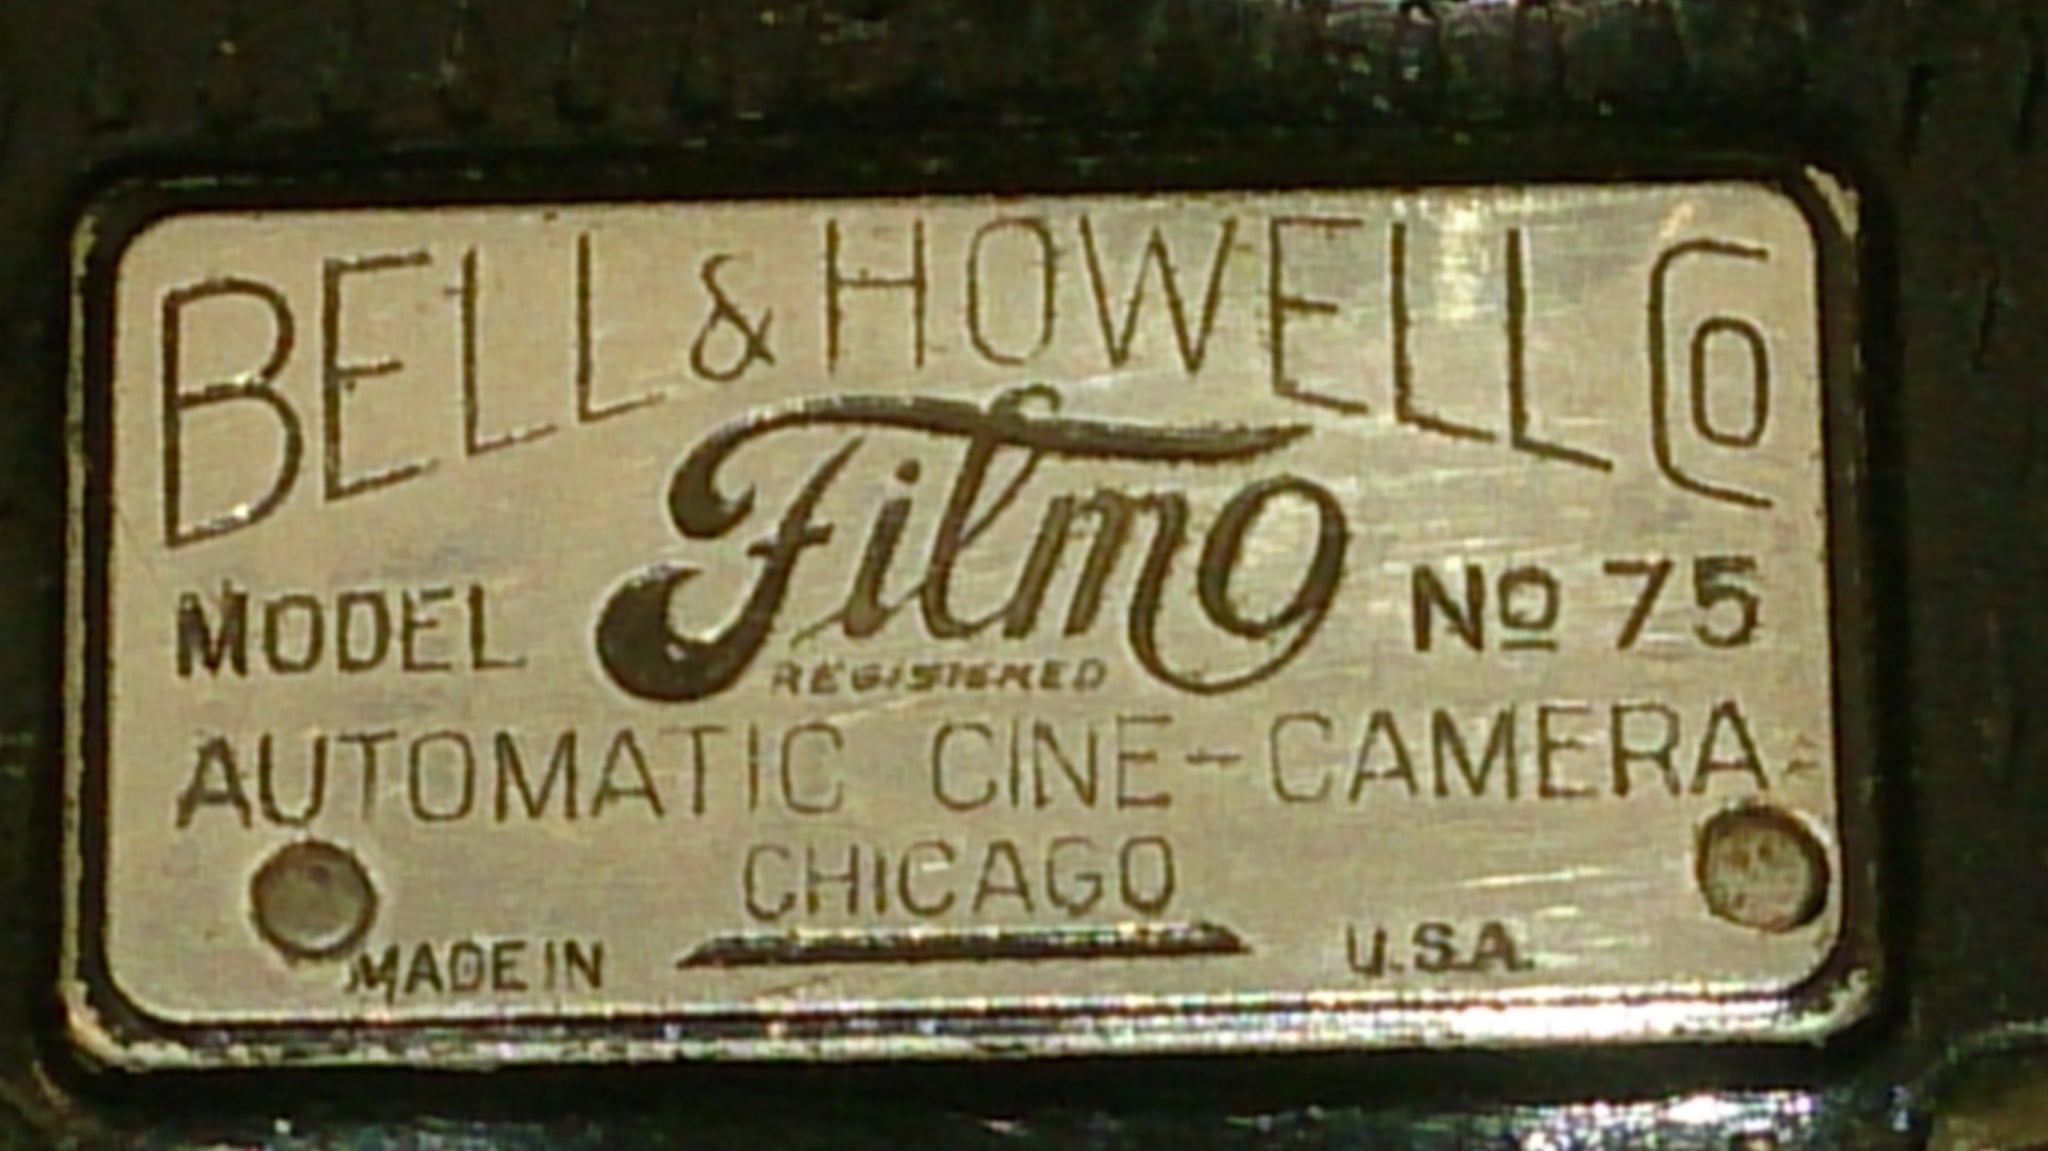 BELL & HOWELL CO
MODEL Filmo No 75
REGISTERED
AUTOMATIC CINE-CAMERA
CHICAGO
MADE IN U.S.A.